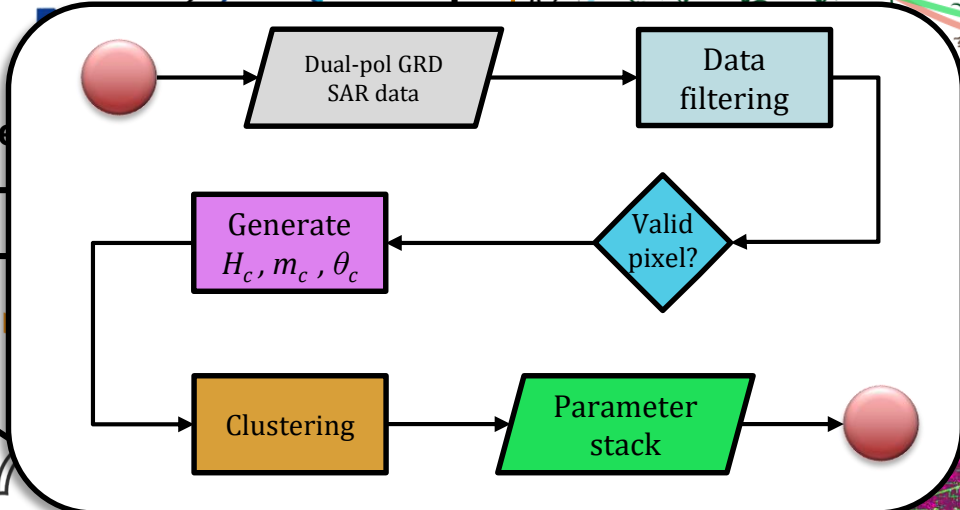 Dual-pol GRD
SAR data
Data
filtering
Valid
pixel?
Generate
H_c , m_c , θ_c
Clustering
Parameter
stack